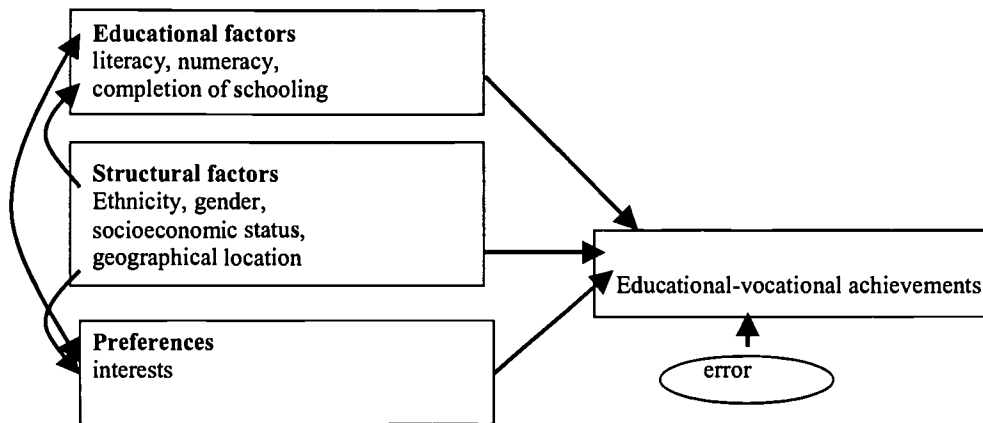 Educational factors
literacy, numeracy,
completion of schooling
Structural factors
Ethnicity, gender,
socioeconomic status,
geographical location
Educational-vocational achievements
Preferences
interests
error